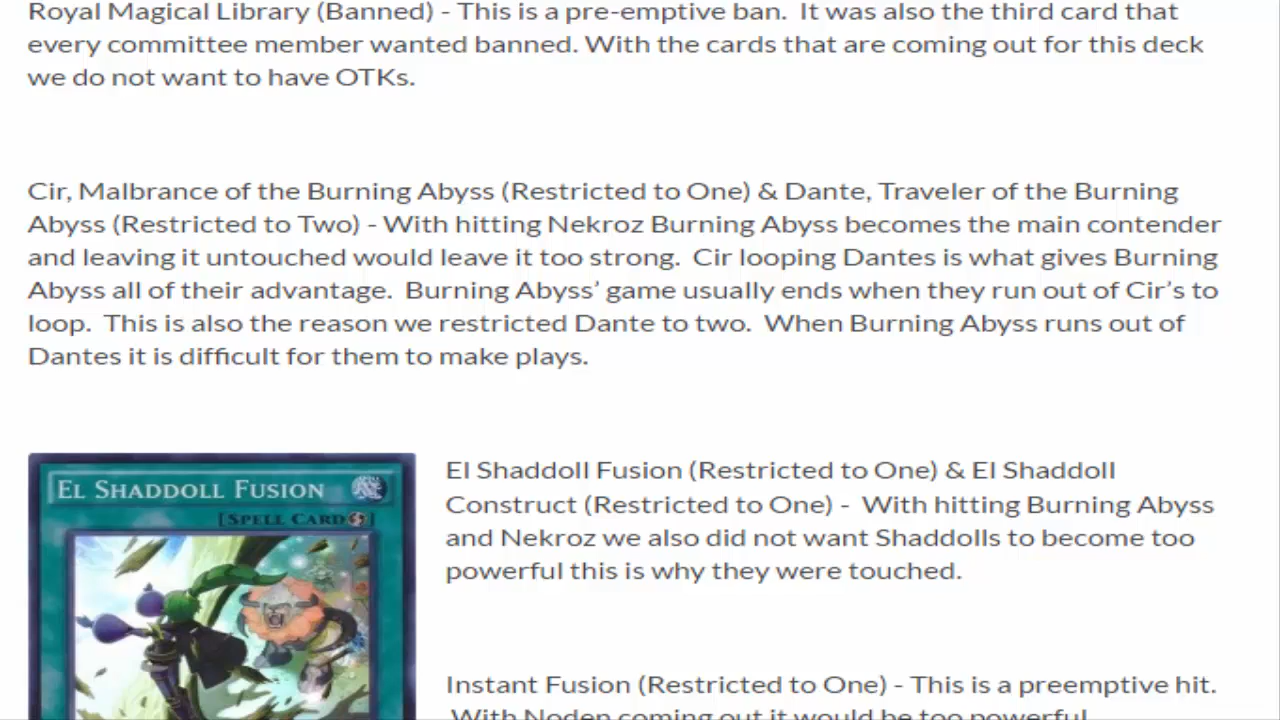 Royal Magical Library (Banned) - This is a pre-emptive ban.  It was also the third card that
every committee member wanted banned. With the cards that are coming out for this deck
we do not want to have OTKs.
Cir, Malbrance of the Burning Abyss (Restricted to One) & Dante, Traveler of the Burning
Abyss (Restricted to Two) - With hitting Nekroz Burning Abyss becomes the main contender
and leaving it untouched would leave it too strong.  Cir looping Dantes is what gives Burning
Abyss all of their advantage.  Burning Abyss’ game usually ends when they run out of Cir’s to
loop.  This is also the reason we restricted Dante to two.  When Burning Abyss runs out of
Dantes it is difficult for them to make plays.
EL SHADDOLL FUSION
[SPELL CARD]
El Shaddoll Fusion (Restricted to One) & El Shaddoll
Construct (Restricted to One) -  With hitting Burning Abyss
and Nekroz we also did not want Shaddolls to become too
powerful this is why they were touched.
Instant Fusion (Restricted to One) - This is a preemptive hit.
With Noden coming out it would be too powerful